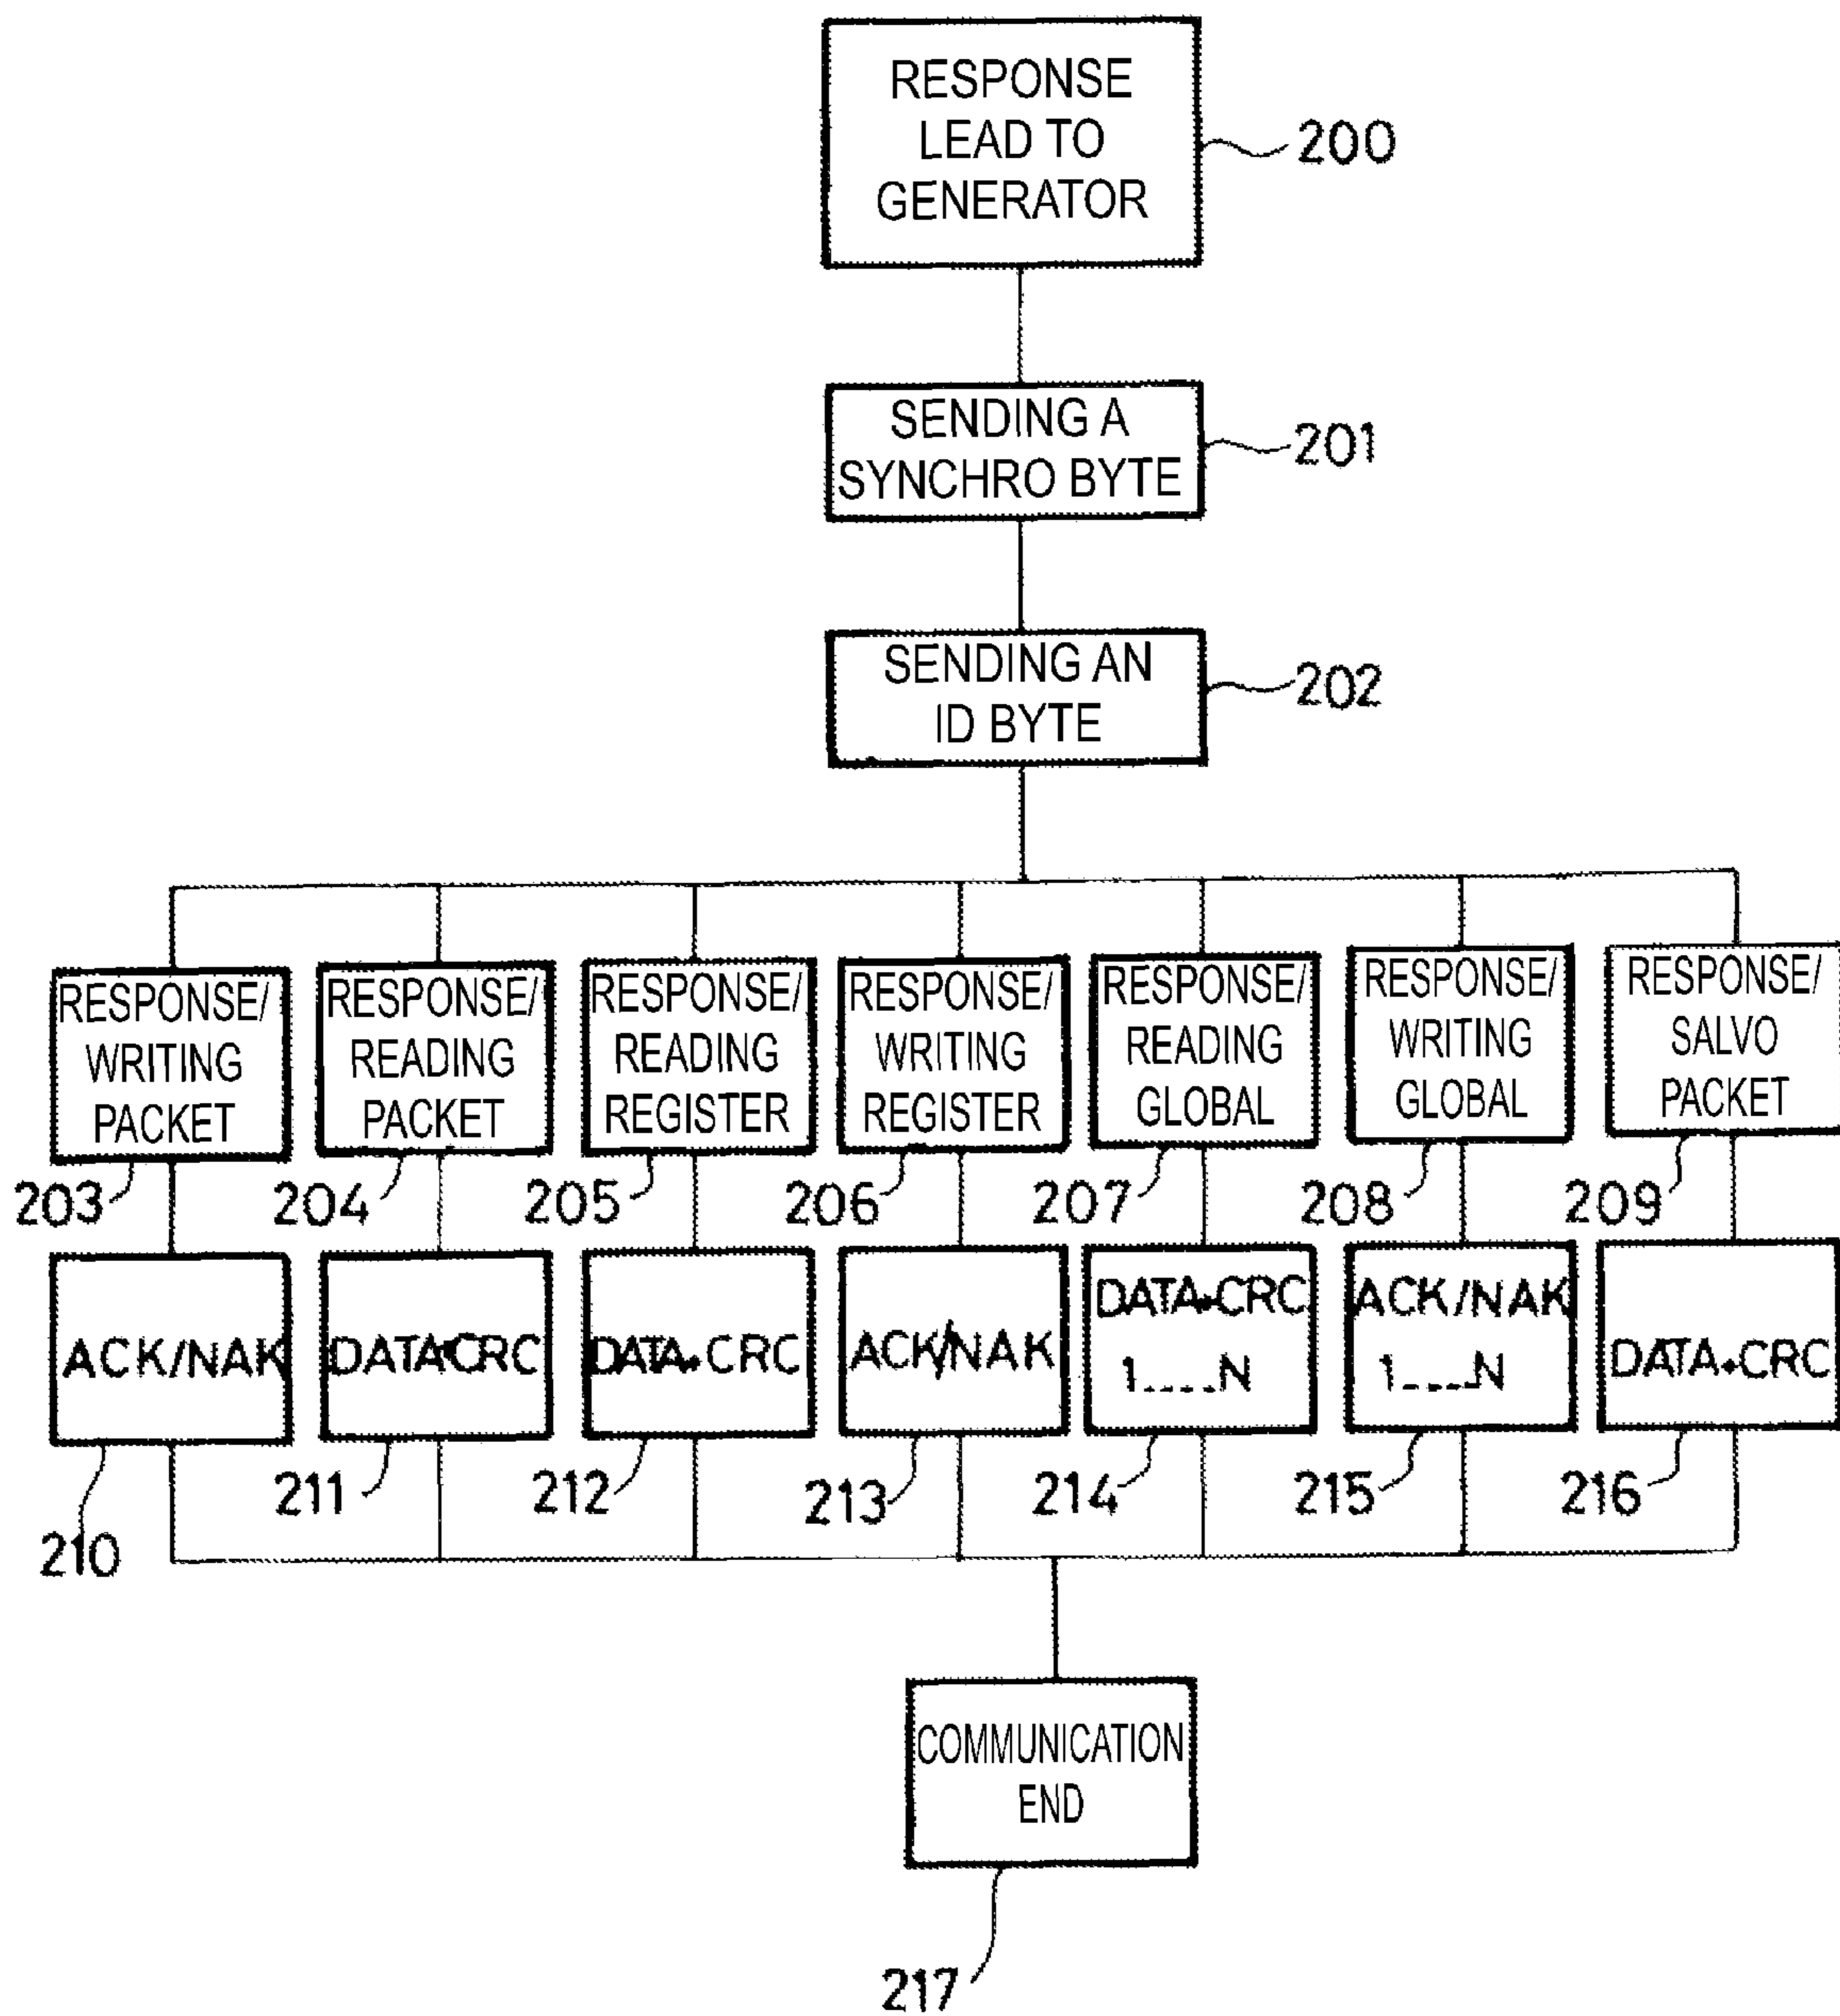 RESPONSE
LEAD TO
GENERATOR
200
SENDING A
SYNCHRO BYTE
201
SENDING AN
ID BYTE
202
RESPONSE/
WRITING
PACKET
203
RESPONSE/
READING
PACKET
204
RESPONSE/
READING
REGISTER
205
RESPONSE/
WRITING
REGISTER
206
RESPONSE/
READING
GLOBAL
207
RESPONSE/
WRITING
GLOBAL
208
RESPONSE/
SALVO
PACKET
209
ACK/NAK
210
DATA+CRC
211
DATA+CRC
212
ACK/NAK
213
DATA+CRC
1----N
214
ACK/NAK
1----N
215
DATA+CRC
216
COMMUNICATION
END
217